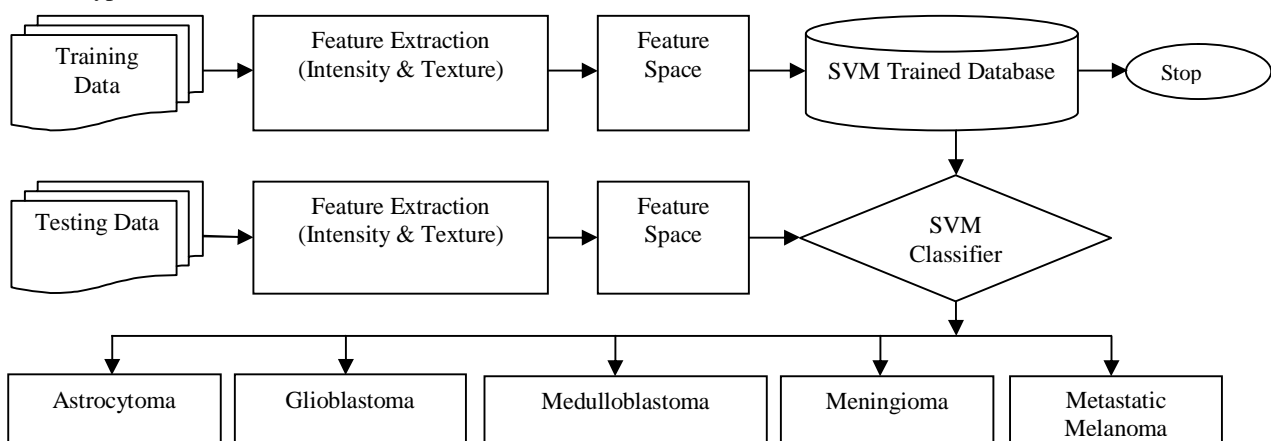 Training
Data
Feature Extraction
(Intensity & Texture)
Feature
Space
SVM Trained Database
Stop
Testing Data
Feature Extraction
(Intensity & Texture)
Feature
Space
SVM
Classifier
Astrocytoma
Glioblastoma
Medulloblastoma
Meningioma
Metastatic
Melanoma